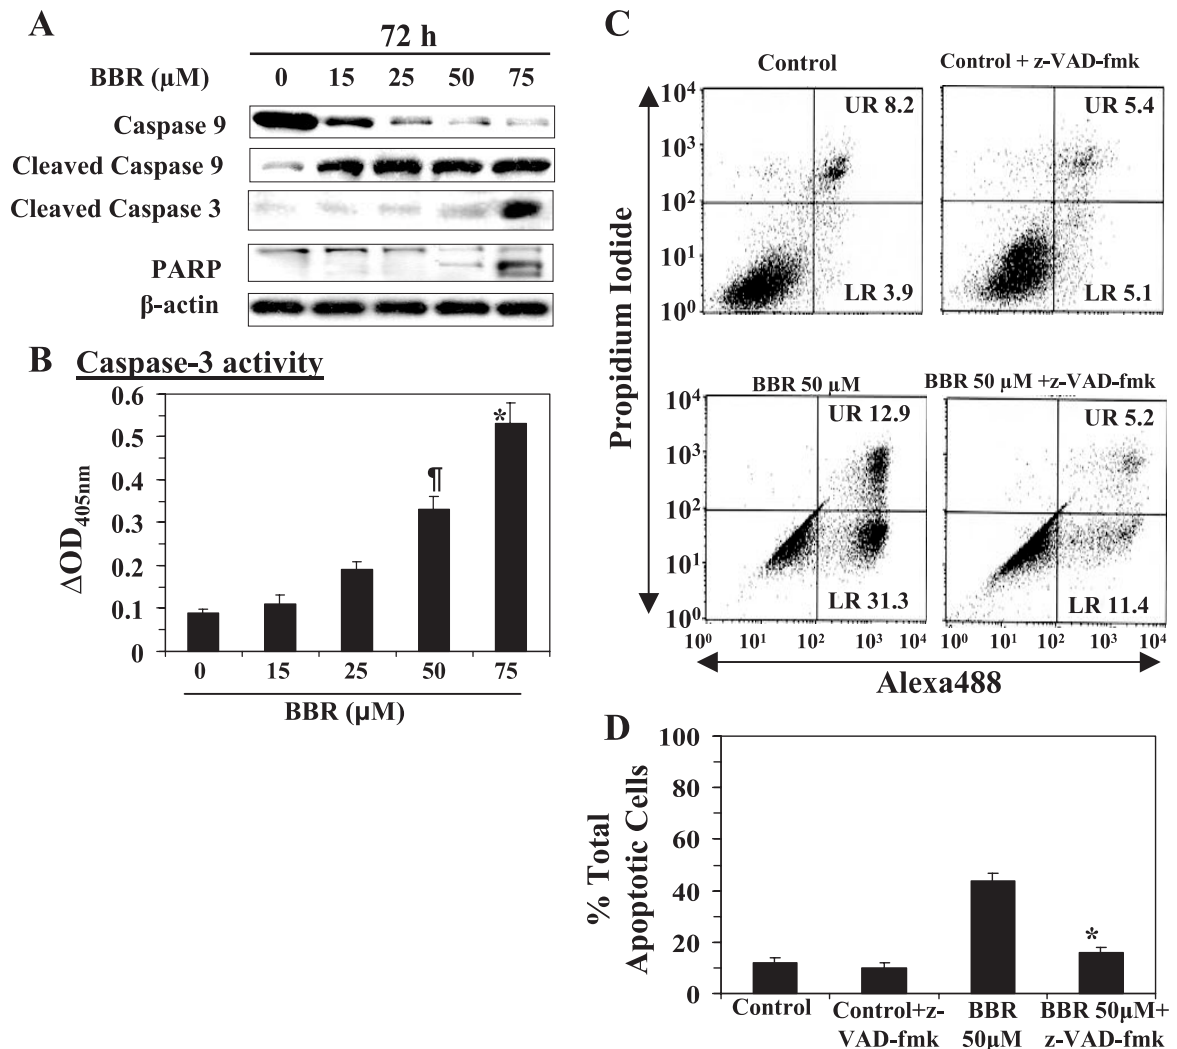 A
72 h
BBR (µM) 0 15 25 50 75
Caspase 9
Cleaved Caspase 9
Cleaved Caspase 3
PARP
β-actin
B Caspase-3 activity
0.6
0.5
0.4
0.3
0.2
0.1
0
ΔOD405nm
¶
*
0 15 25 50 75
BBR (µM)
C
Control
Control + z-VAD-fmk
UR 8.2
UR 5.4
LR 3.9
LR 5.1
10⁴
10³
10²
10¹
10⁰
Propidium Iodide
BBR 50 µM
BBR 50 µM +z-VAD-fmk
UR 12.9
UR 5.2
LR 31.3
LR 11.4
10⁴
10³
10²
10¹
10⁰
10⁰ 10¹ 10² 10³ 10⁴
10⁰ 10¹ 10² 10³ 10⁴
Alexa488
D
100
80
60
40
20
0
% Total
Apoptotic Cells
*
Control
Control+z-
VAD-fmk
BBR
50µM
BBR 50µM+
z-VAD-fmk